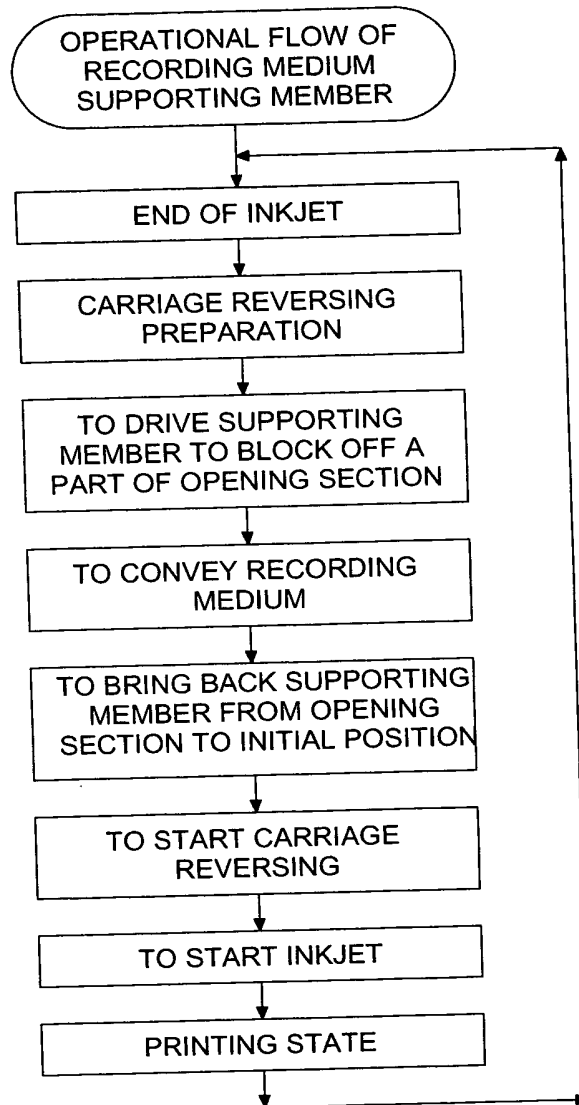 OPERATIONAL FLOW OF
RECORDING MEDIUM
SUPPORTING MEMBER
END OF INKJET
CARRIAGE REVERSING
PREPARATION
TO DRIVE SUPPORTING
MEMBER TO BLOCK OFF A
PART OF OPENING SECTION
TO CONVEY RECORDING
MEDIUM
TO BRING BACK SUPPORTING
MEMBER FROM OPENING
SECTION TO INITIAL POSITION
TO START CARRIAGE
REVERSING
TO START INKJET
PRINTING STATE